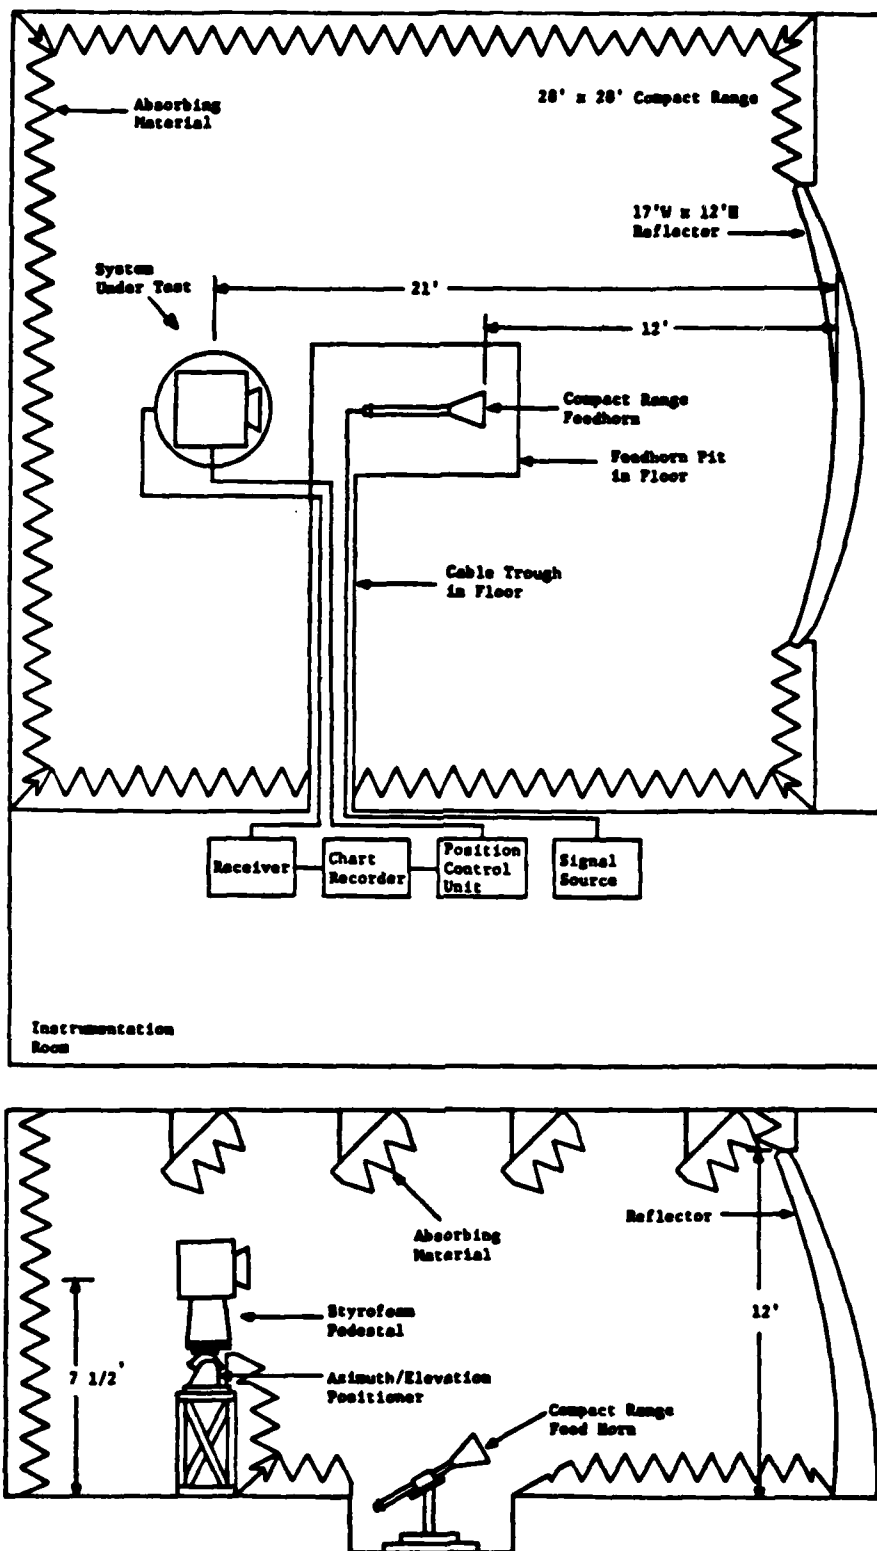 Absorbing
Material
28' x 28' Compact Range
17'W x 12'H
Reflector
System
Under Test
21'
12'
Compact Range
Feedhorn
Feedhorn Pit
in Floor
Cable Trough
in Floor
Receiver
Chart
Recorder
Position
Control
Unit
Signal
Source
Instrumentation
Room
Absorbing
Material
Reflector
Styrofoam
Pedestal
12'
7 1/2'
Azimuth/Elevation
Positioner
Compact Range
Feed Horn